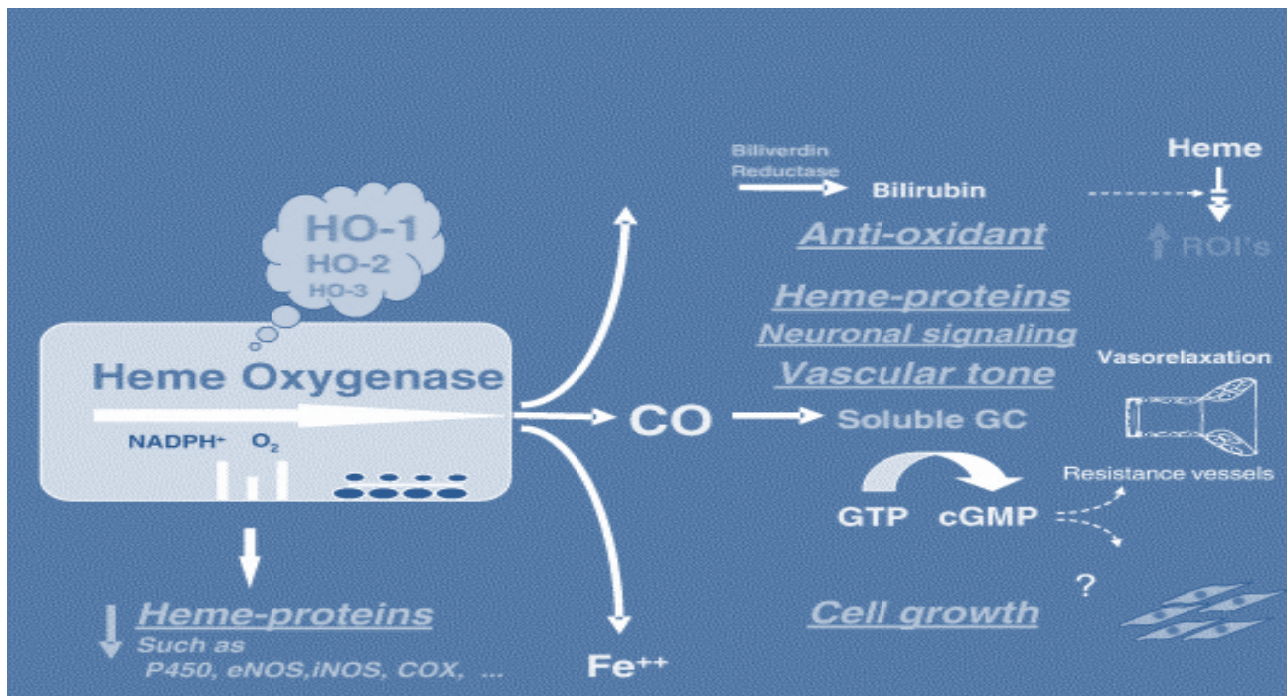 HO-1
HO-2
HO-3
Heme Oxygenase
NADPH+ O2
Heme-proteins
Such as
P450, eNOS,iNOS, COX, ...
Biliverdin
Reductase
Bilirubin
Heme
ROI's
Anti-oxidant
Heme-proteins
Neuronal signaling
Vascular tone
CO
Soluble GC
GTP cGMP
Vasorelaxation
Resistance vessels
?
Cell growth
Fe++